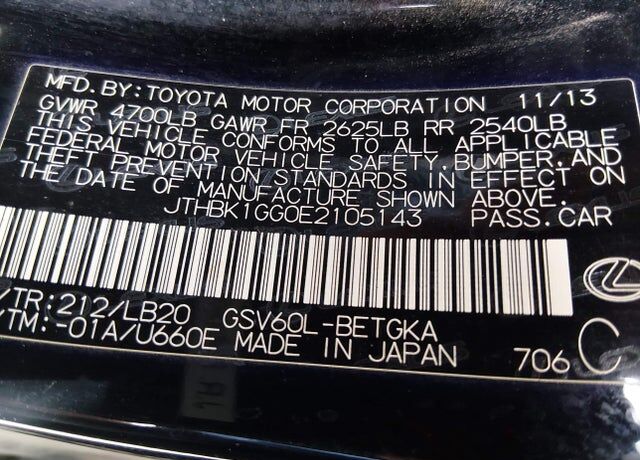 MFD.BY:TOYOTA MOTOR CORPORATION 11/13
GVWR 4700LB GAWR FR 2625LB RR 2540LB
THIS VEHICLE CONFORMS TO ALL APPLICABLE
FEDERAL MOTOR VEHICLE SAFETY,BUMPER,AND
THEFT PREVENTION STANDARDS IN EFFECT ON
THE DATE OF MANUFACTURE SHOWN ABOVE.
JTHBK1GG0E2105143 PASS.CAR
/TR:212/LB20 GSV60L-BETGKA
/TM:-01A/U660E MADE IN JAPAN 706 C